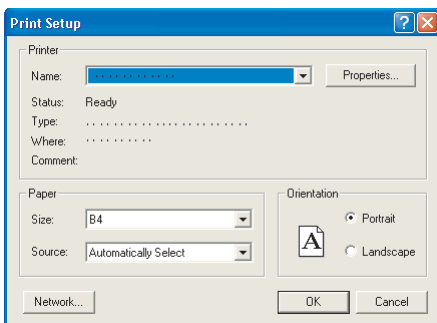 Print Setup
Printer
Name: . . . . . . . . . . . . Properties...
Status: Ready
Type: . . . . . . . . . . . . . . . . . . . . . . . .
Where: . . . . . . . . . .
Comment:
Paper
Size: B4
Source: Automatically Select
Orientation
A
Portrait
Landscape
Network... OK Cancel